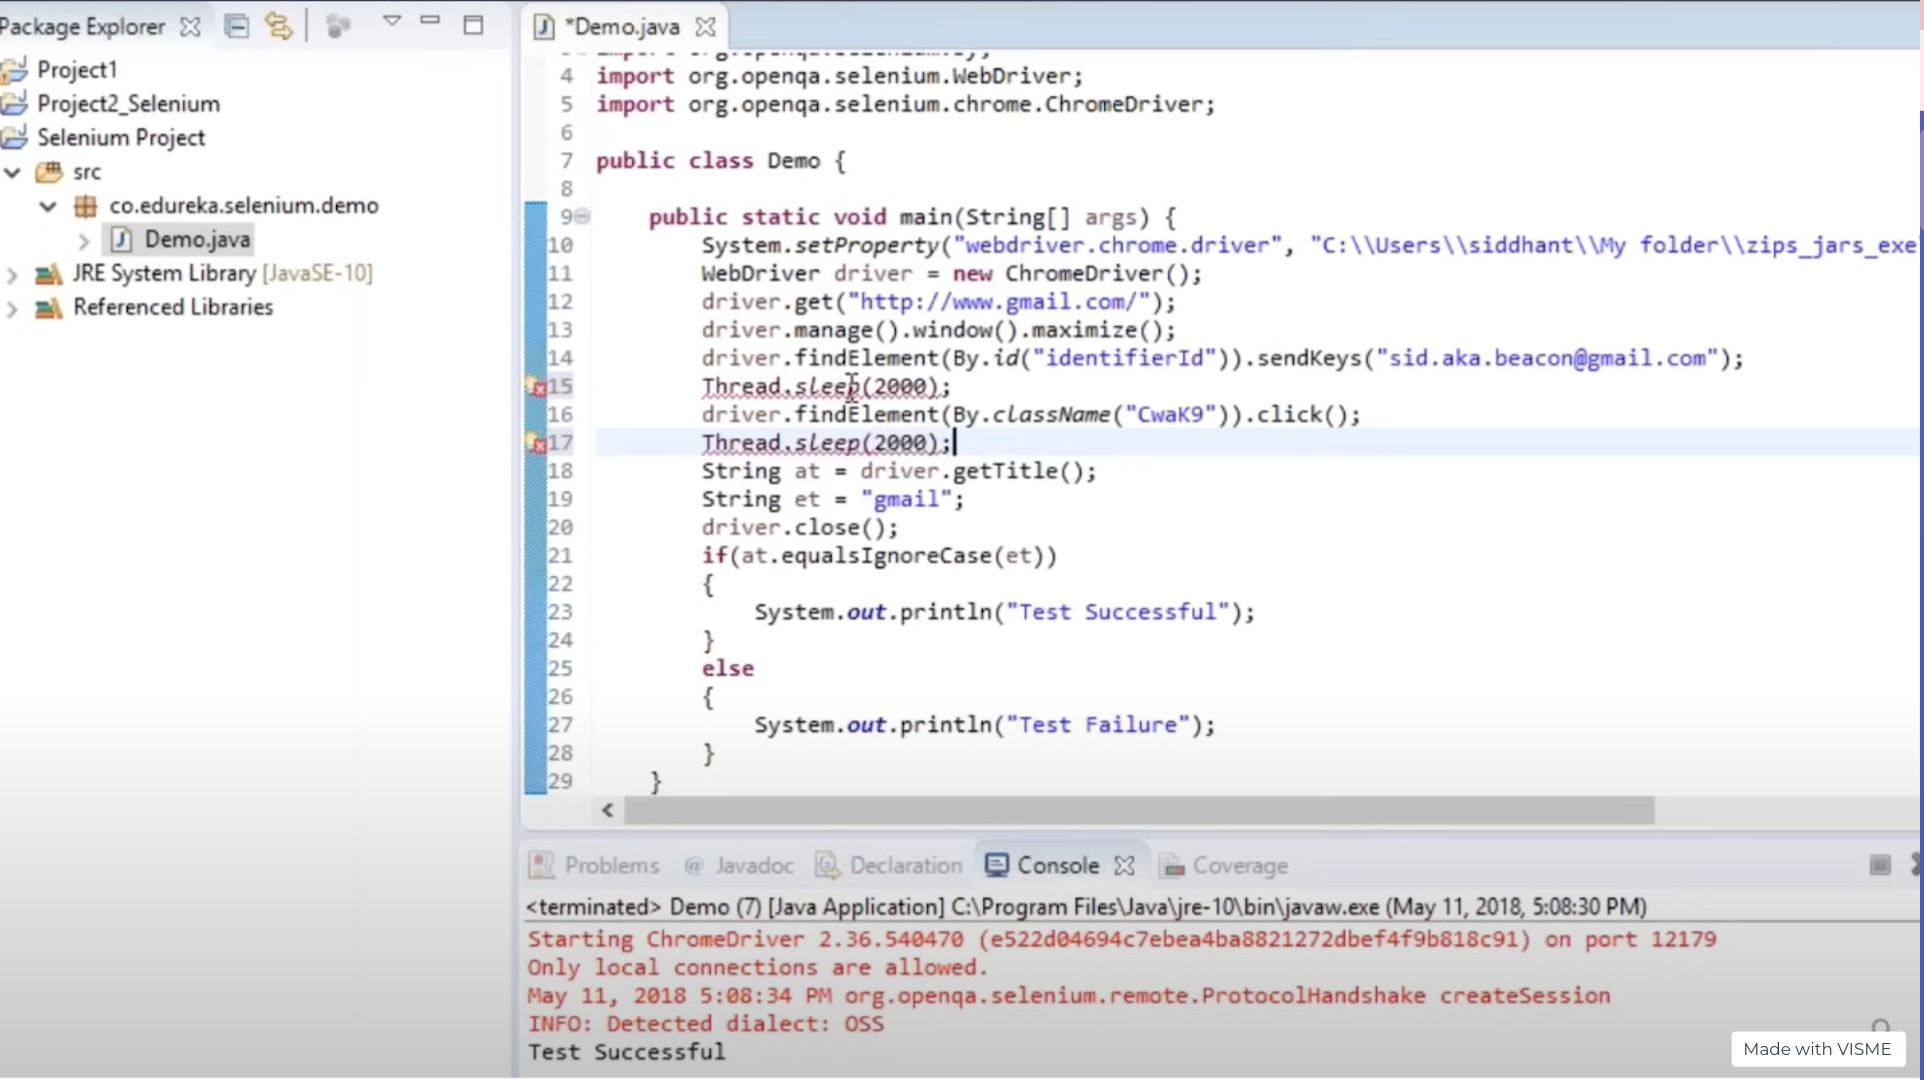 Package Explorer
Project1
Project2_Selenium
Selenium Project
src
co.edureka.selenium.demo
Demo.java
JRE System Library [JavaSE-10]
Referenced Libraries
*Demo.java
4 import org.openqa.selenium.WebDriver;
5 import org.openqa.selenium.chrome.ChromeDriver;
6
7 public class Demo {
8
9 public static void main(String[] args) {
10 System.setProperty("webdriver.chrome.driver", "C:\\Users\\siddhant\\My folder\\zips_jars_exe
11 WebDriver driver = new ChromeDriver();
12 driver.get("http://www.gmail.com/");
13 driver.manage().window().maximize();
14 driver.findElement(By.id("identifierId")).sendKeys("sid.aka.beacon@gmail.com");
15 Thread.sleep(2000);
16 driver.findElement(By.className("CwaK9")).click();
17 Thread.sleep(2000);
18 String at = driver.getTitle();
19 String et = "gmail";
20 driver.close();
21 if(at.equalsIgnoreCase(et))
22 {
23 System.out.println("Test Successful");
24 }
25 else
26 {
27 System.out.println("Test Failure");
28 }
29 }
Problems @ Javadoc Declaration Console Coverage
<terminated> Demo (7) [Java Application] C:\Program Files\Java\jre-10\bin\javaw.exe (May 11, 2018, 5:08:30 PM)
Starting ChromeDriver 2.36.540470 (e522d04694c7ebea4ba8821272dbef4f9b818c91) on port 12179
Only local connections are allowed.
May 11, 2018 5:08:34 PM org.openqa.selenium.remote.ProtocolHandshake createSession
INFO: Detected dialect: OSS
Test Successful
Made with VISME